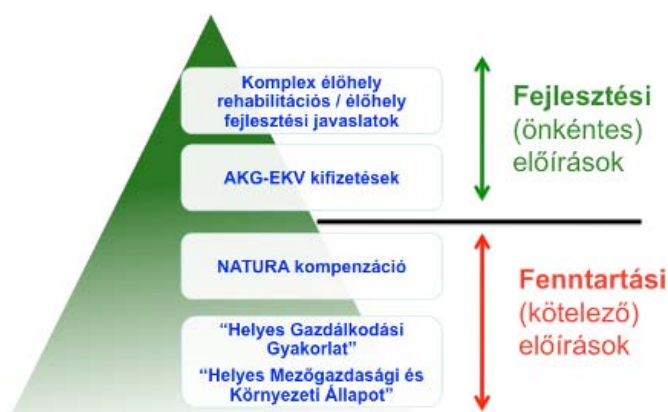 Komplex élőhely
rehabilitációs / élőhely
fejlesztési javaslatok
AKG-EKV kifizetések
Fejlesztési
(önkéntes)
előírások
NATURA kompenzáció
“Helyes Gazdálkodási
Gyakorlat”
“Helyes Mezőgazdasági és
Környezeti Állapot”
Fenntartási
(kötelező)
előírások